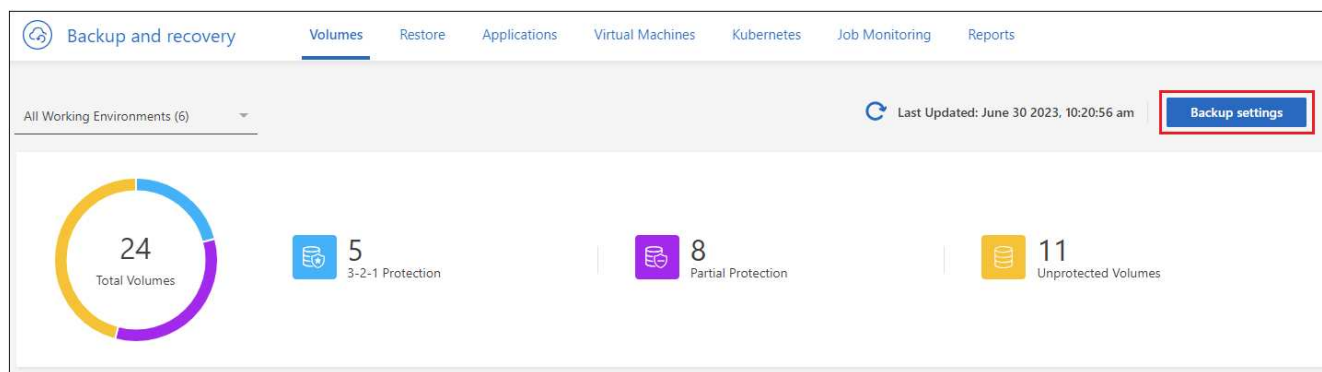 Backup and recovery Volumes Restore Applications Virtual Machines Kubernetes Job Monitoring Reports
All Working Environments (6) Last Updated: June 30 2023, 10:20:56 am Backup settings
24
Total Volumes
5
3-2-1 Protection
8
Partial Protection
11
Unprotected Volumes